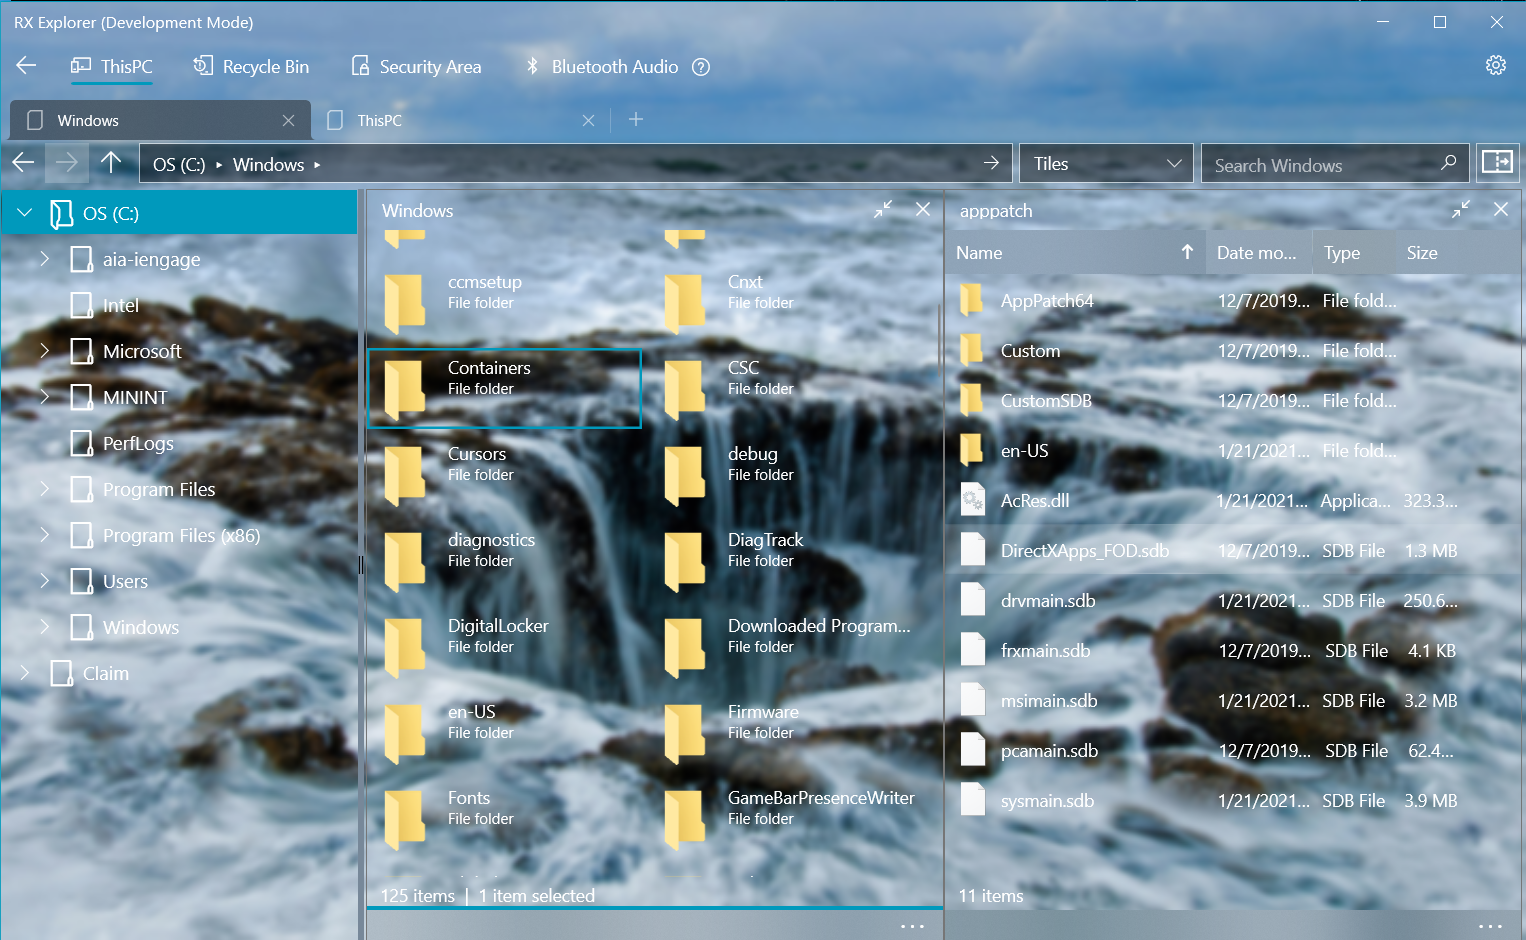 RX Explorer (Development Mode)
ThisPC
Recycle Bin
Security Area
Bluetooth Audio
Windows
ThisPC
OS (C:)
Windows
Tiles
Search Windows
OS (C:)
aia-iengage
Intel
Microsoft
MININT
PerfLogs
Program Files
Program Files (x86)
Users
Windows
Claim
Windows
ccmsetup
File folder
Cnxt
File folder
Containers
File folder
CSC
File folder
Cursors
File folder
debug
File folder
diagnostics
File folder
DiagTrack
File folder
DigitalLocker
File folder
Downloaded Program...
File folder
en-US
File folder
Firmware
File folder
Fonts
File folder
GameBarPresenceWriter
File folder
125 items | 1 item selected
apppatch
Name Date mo... Type Size
AppPatch64 12/7/2019... File fold...
Custom 12/7/2019... File fold...
CustomSDB 12/7/2019... File fold...
en-US 1/21/2021... File fold...
AcRes.dll 1/21/2021... Applica... 323.3...
DirectXApps_FOD.sdb 12/7/2019... SDB File 1.3 MB
drvmain.sdb 1/21/2021... SDB File 250.6...
frxmain.sdb 12/7/2019... SDB File 4.1 KB
msimain.sdb 1/21/2021... SDB File 3.2 MB
pcamain.sdb 12/7/2019... SDB File 62.4...
sysmain.sdb 1/21/2021... SDB File 3.9 MB
11 items